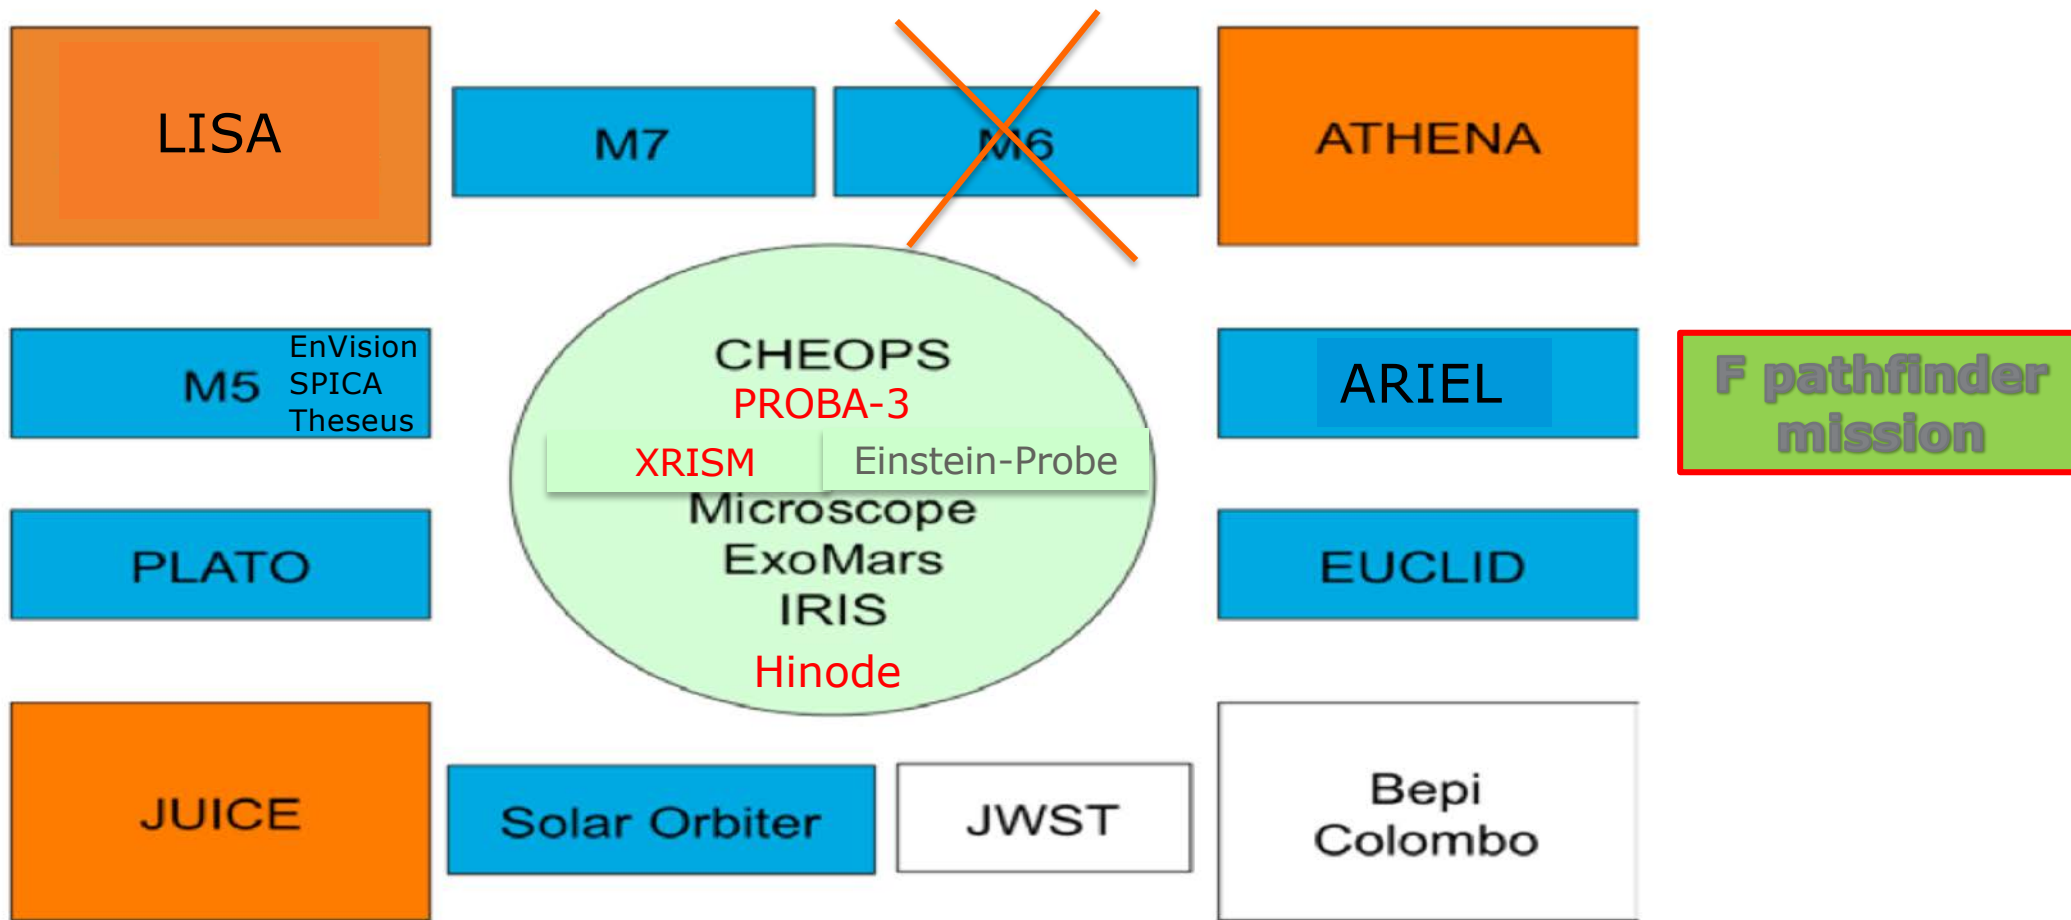 LISA
M7
M6
ATHENA
M5
EnVision
SPICA
Theseus
CHEOPS
PROBA-3
XRISM
Einstein-Probe
Microscope
ExoMars
IRIS
Hinode
ARIEL
F pathfinder
mission
PLATO
EUCLID
JUICE
Solar Orbiter
JWST
Bepi
Colombo